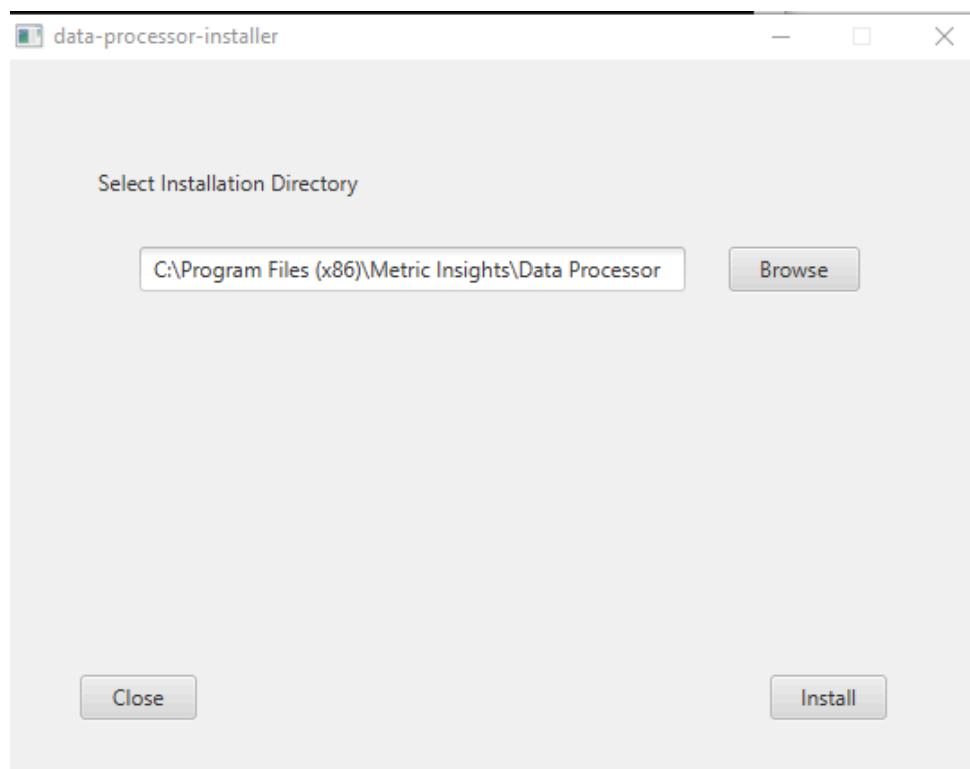 data-processor-installer
Select Installation Directory
C:\Program Files (x86)\Metric Insights\Data Processor
Browse
Close
Install